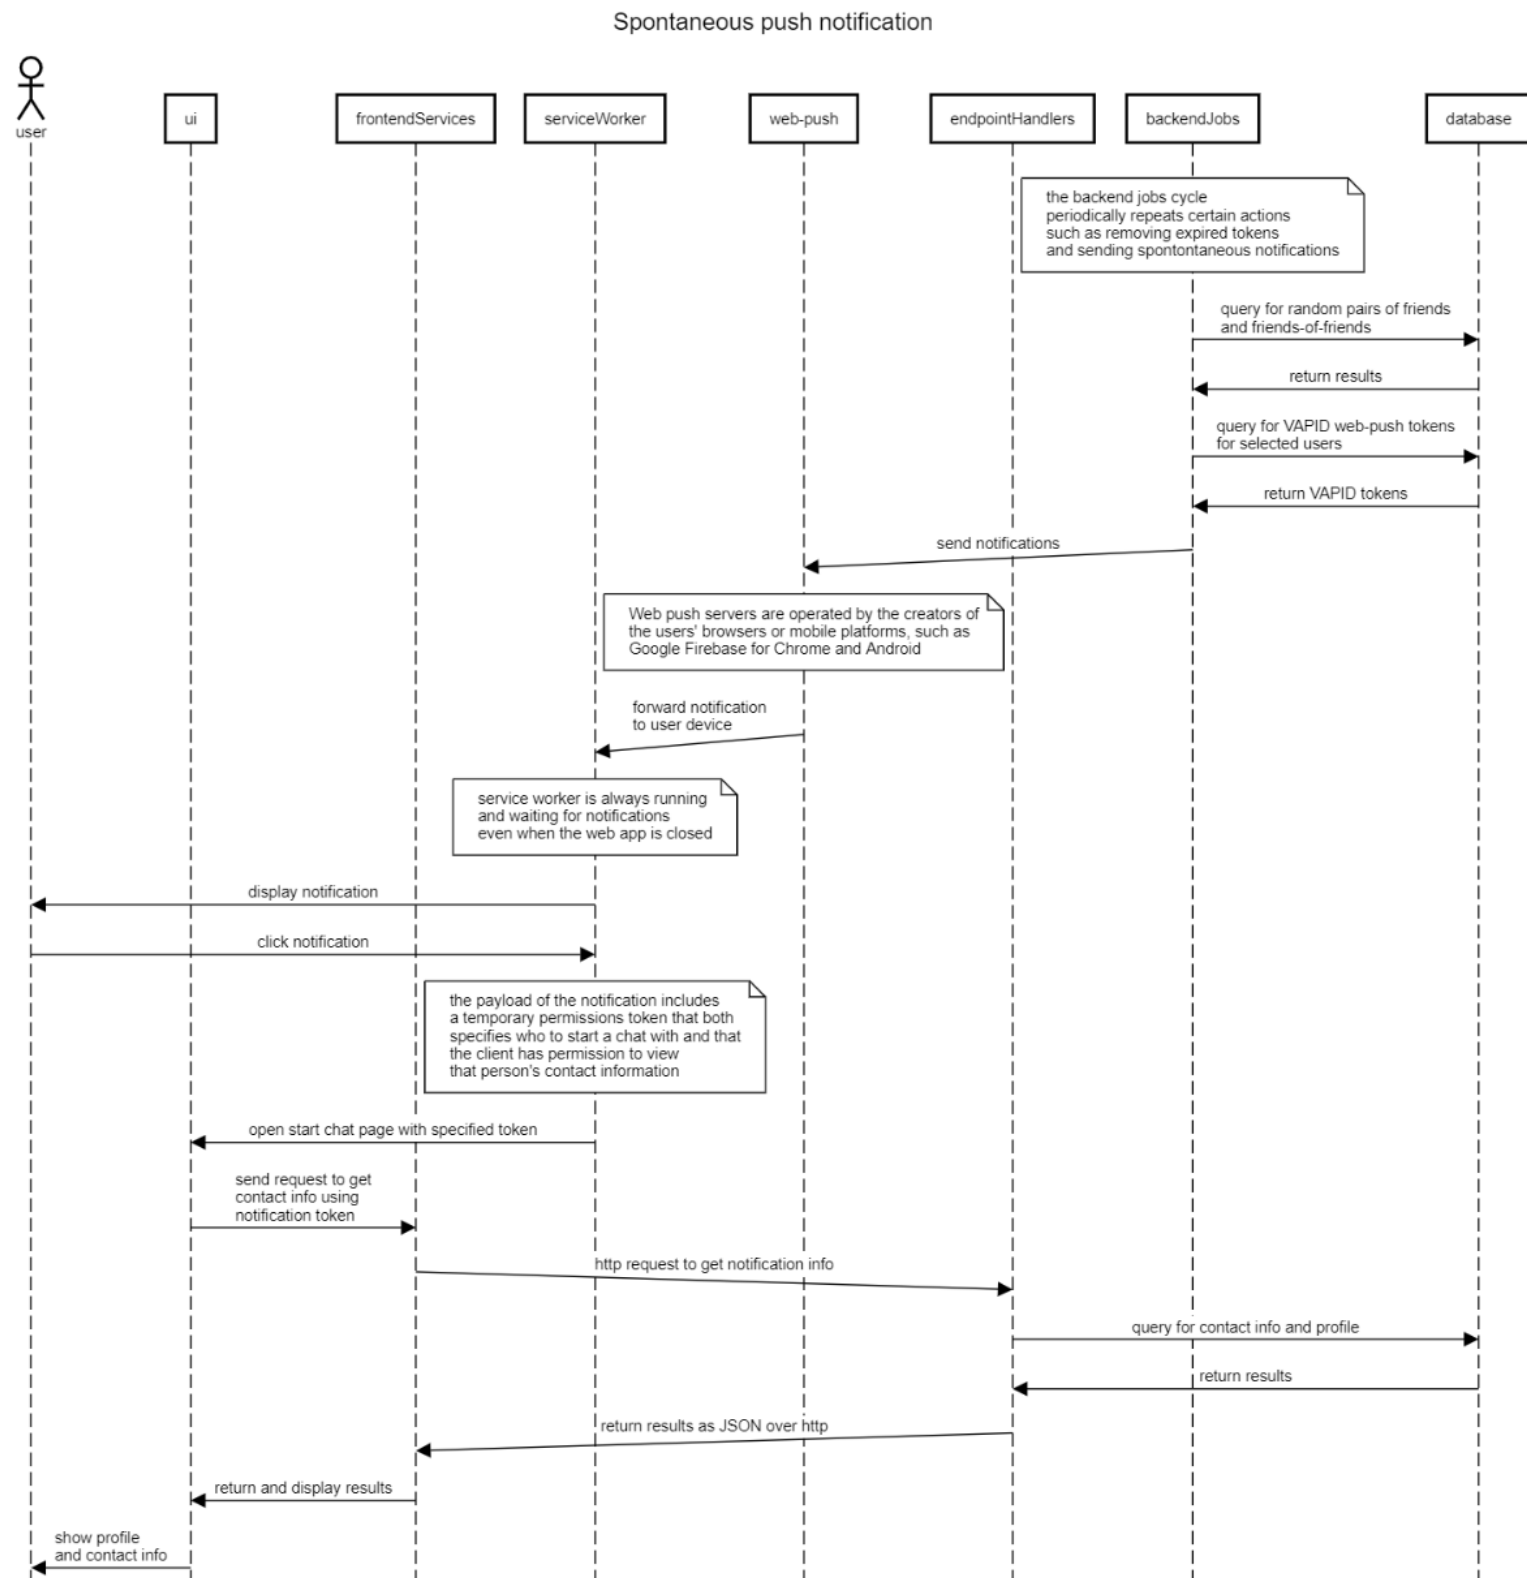 Spontaneous push notification
user
ui
frontendServices
serviceWorker
web-push
endpointHandlers
backendJobs
database
the backend jobs cycle
periodically repeats certain actions
such as removing expired tokens
and sending spontontaneous notifications
query for random pairs of friends
and friends-of-friends
return results
query for VAPID web-push tokens
for selected users
return VAPID tokens
send notifications
Web push servers are operated by the creators of
the users' browsers or mobile platforms, such as
Google Firebase for Chrome and Android
forward notification
to user device
service worker is always running
and waiting for notifications
even when the web app is closed
display notification
click notification
the payload of the notification includes
a temporary permissions token that both
specifies who to start a chat with and that
the client has permission to view
that person's contact information
open start chat page with specified token
send request to get
contact info using
notification token
http request to get notification info
query for contact info and profile
return results
return results as JSON over http
return and display results
show profile
and contact info